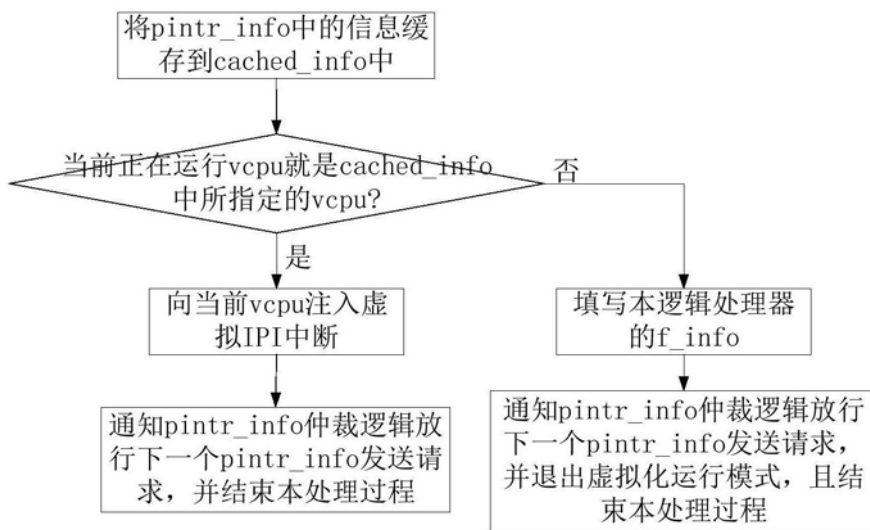 将pintr_info中的信息缓
存到cached_info中
当前正在运行vcpu就是cached_info
中所指定的vcpu?
否
是
向当前vcpu注入虚
拟IPI中断
填写本逻辑处理器
的f_info
通知pintr_info仲裁逻辑放
行下一个pintr_info发送请
求，并结束本处理过程
通知pintr_info仲裁逻辑放行
下一个pintr_info发送请求，
并退出虚拟化运行模式，且结
束本处理过程